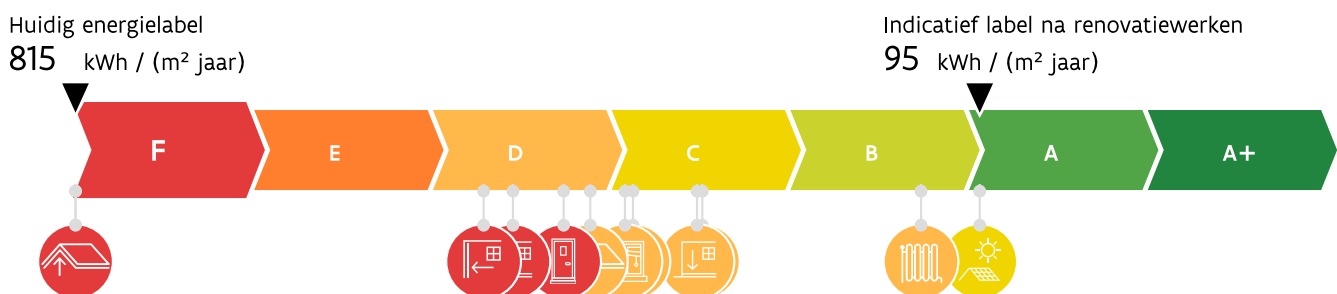 Huidig energielabel
815 kWh / (m² jaar)
Indicatief label na renovatiewerken
95 kWh / (m² jaar)
F E D C B A A+